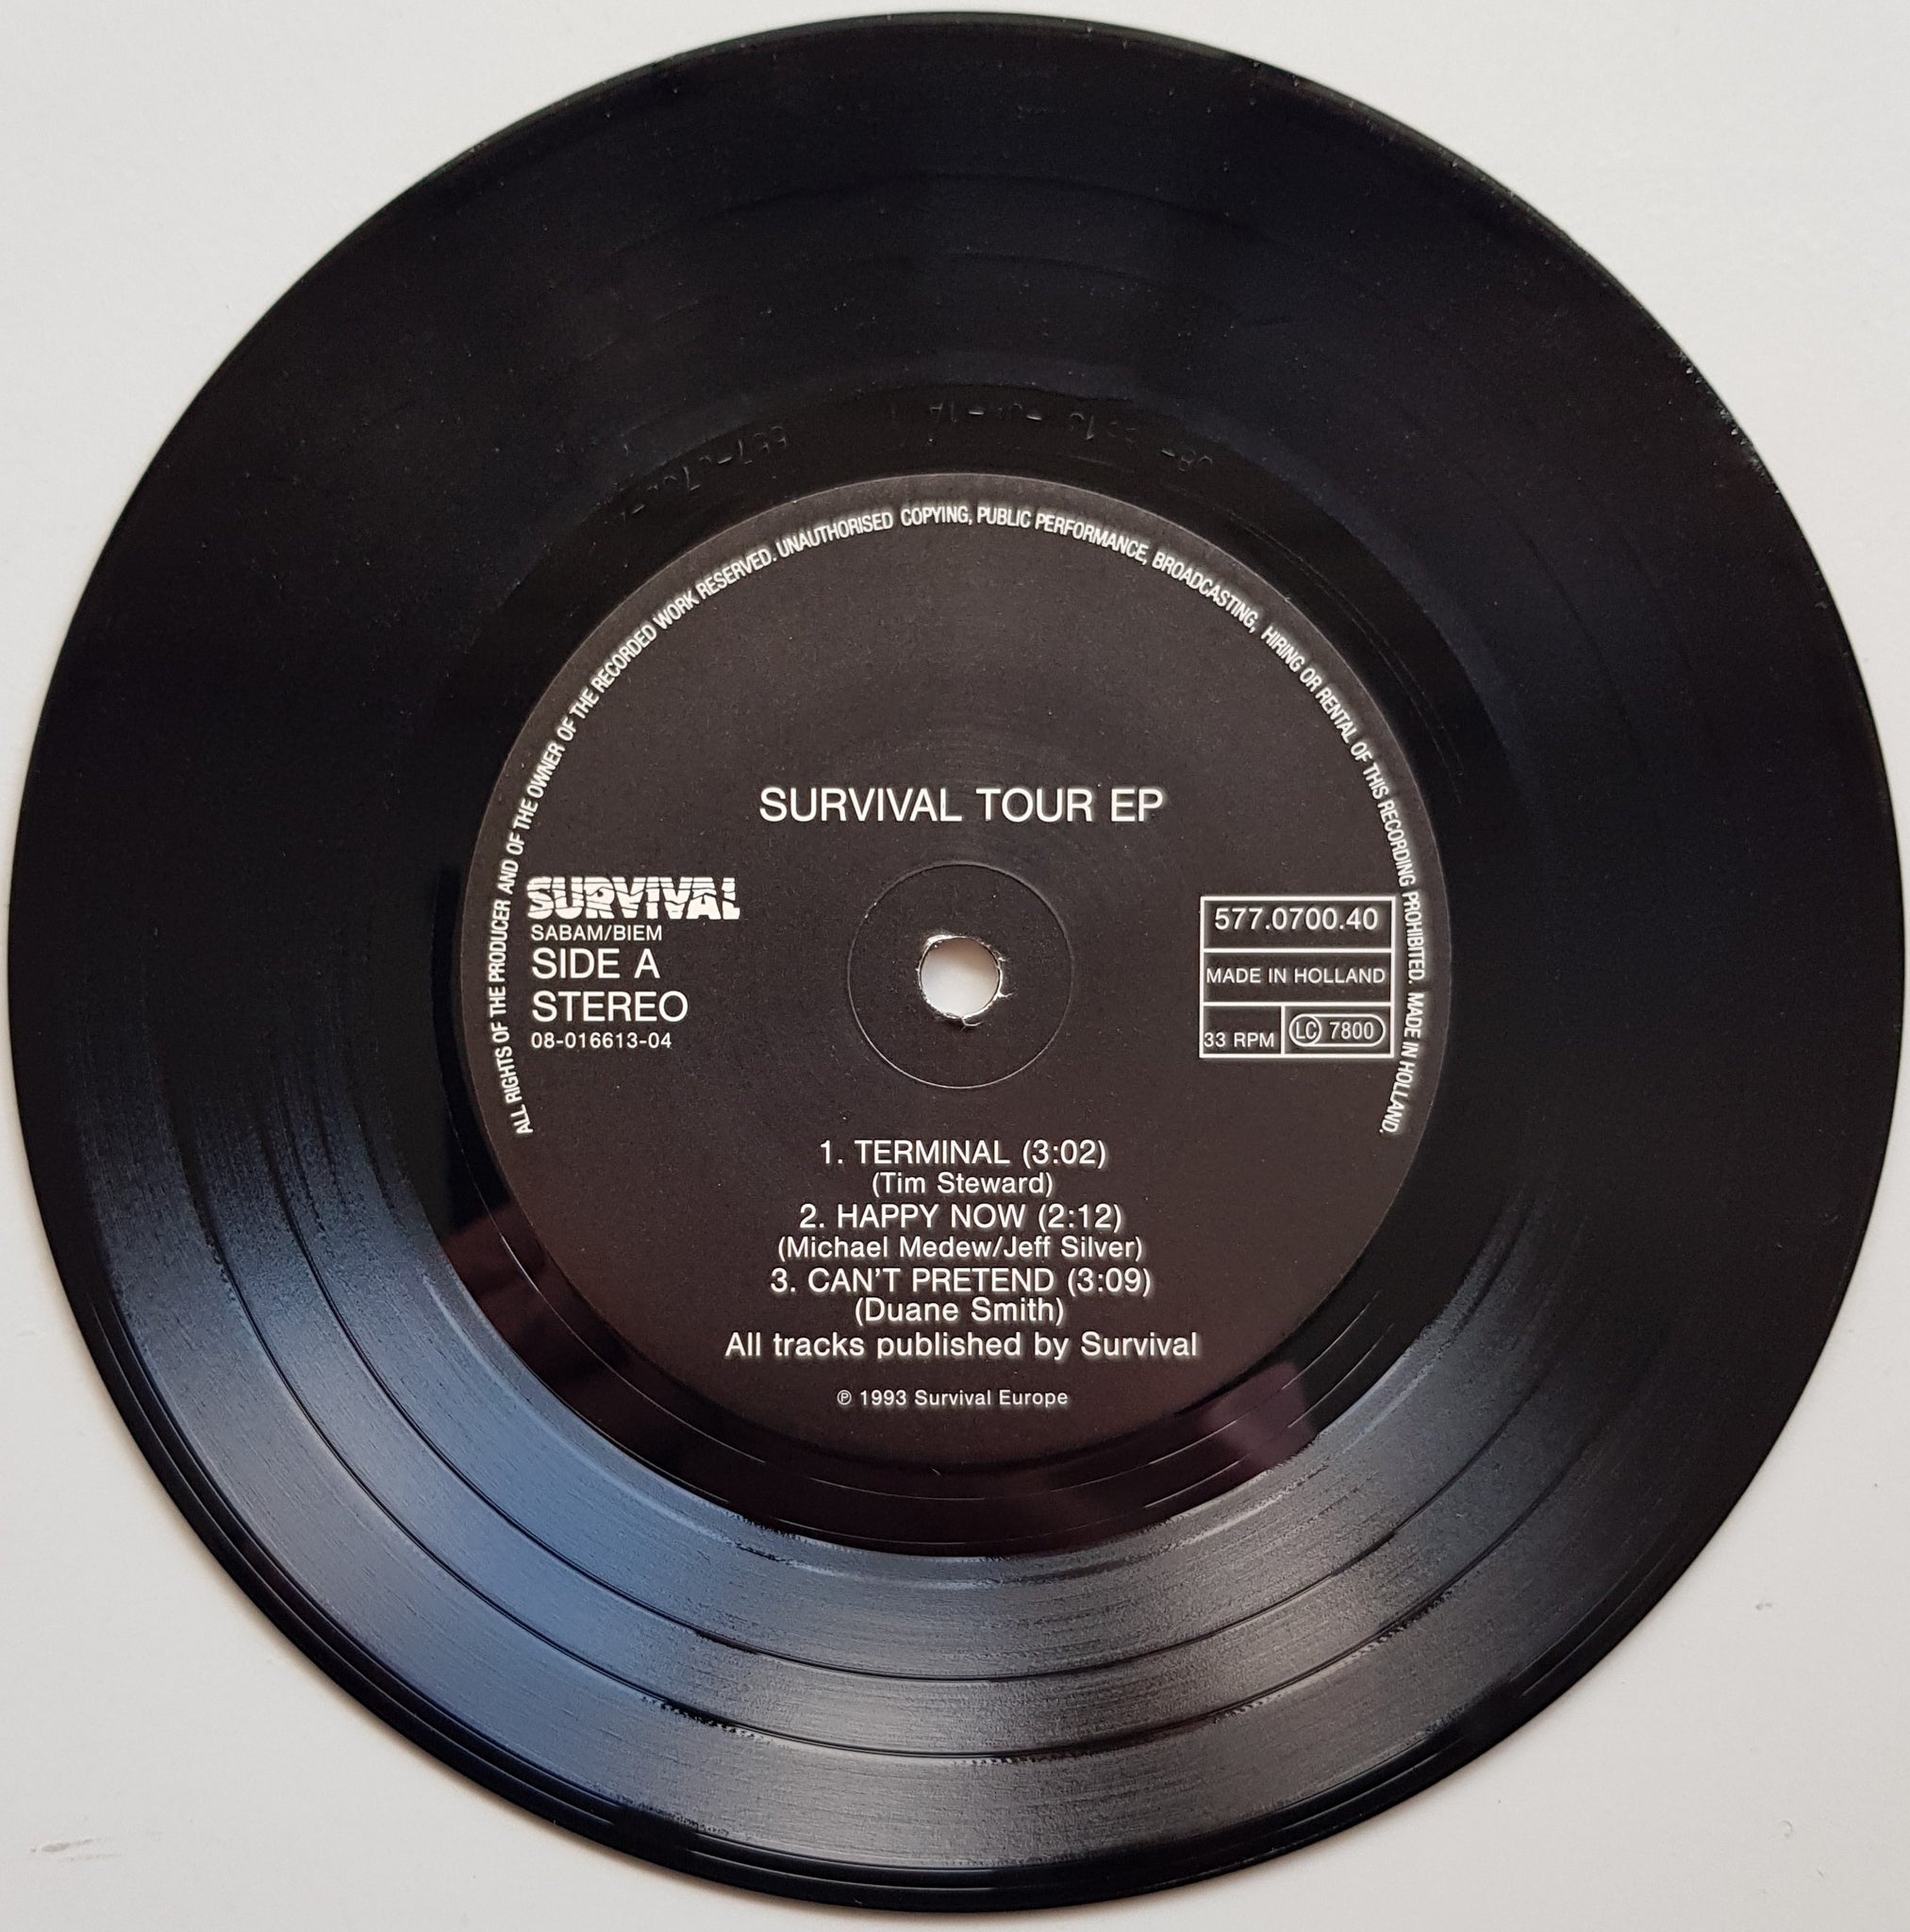 ALL RIGHTS OF THE PRODUCER AND OF THE OWNER OF THE RECORDED WORK RESERVED. UNAUTHORISED COPYING, PUBLIC PERFORMANCE, BROADCASTING, HIRING OR RENTAL OF THIS RECORDING PROHIBITED. MADE IN HOLLAND.
SURVIVAL TOUR EP
SURVIVAL
SABAM/BIEM
SIDE A
STEREO
08-016613-04
577.0700.40
MADE IN HOLLAND
33 RPM LC 7800
1. TERMINAL (3:02)
(Tim Steward)
2. HAPPY NOW (2:12)
(Michael Medew/Jeff Silver)
3. CAN'T PRETEND (3:09)
(Duane Smith)
All tracks published by Survival
℗ 1993 Survival Europe